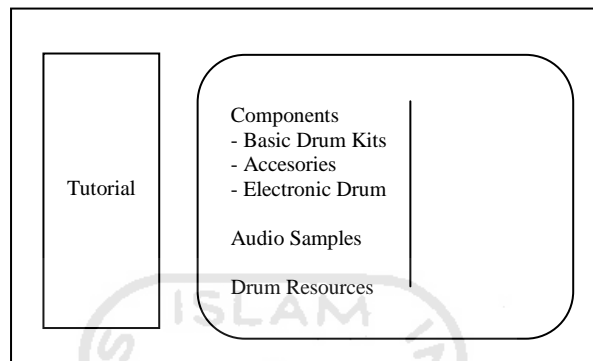 Tutorial
Components
- Basic Drum Kits
- Accesories
- Electronic Drum
Audio Samples
Drum Resources
ISLAM